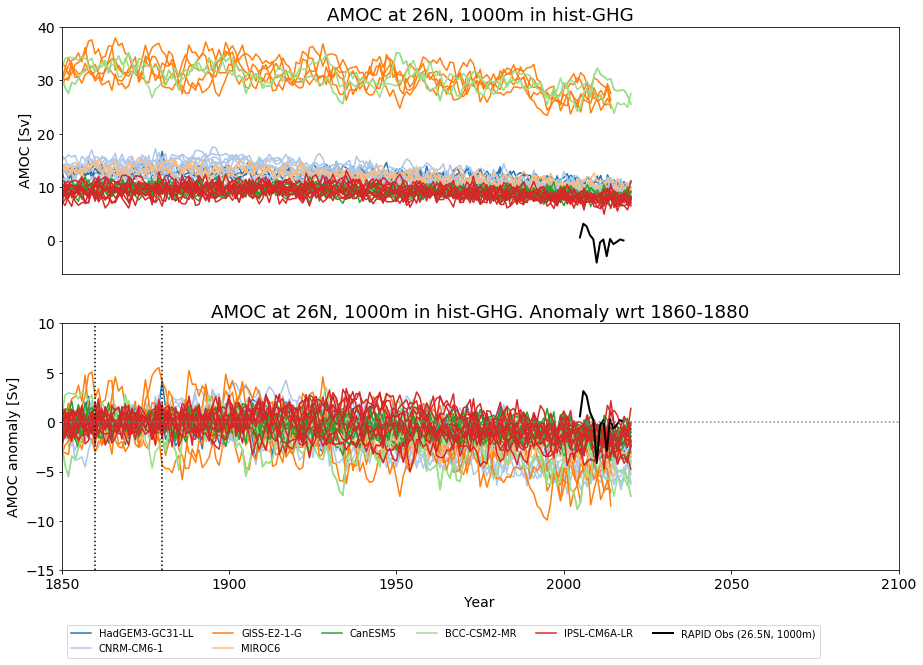 AMOC at 26N, 1000m in hist-GHG
40
30
20
10
0
AMOC [Sv]
AMOC at 26N, 1000m in hist-GHG. Anomaly wrt 1860-1880
10
5
0
−5
−10
−15
AMOC anomaly [Sv]
1850 1900 1950 2000 2050 2100
Year
HadGEM3-GC31-LL GISS-E2-1-G CanESM5 BCC-CSM2-MR IPSL-CM6A-LR RAPID Obs (26.5N, 1000m)
CNRM-CM6-1 MIROC6